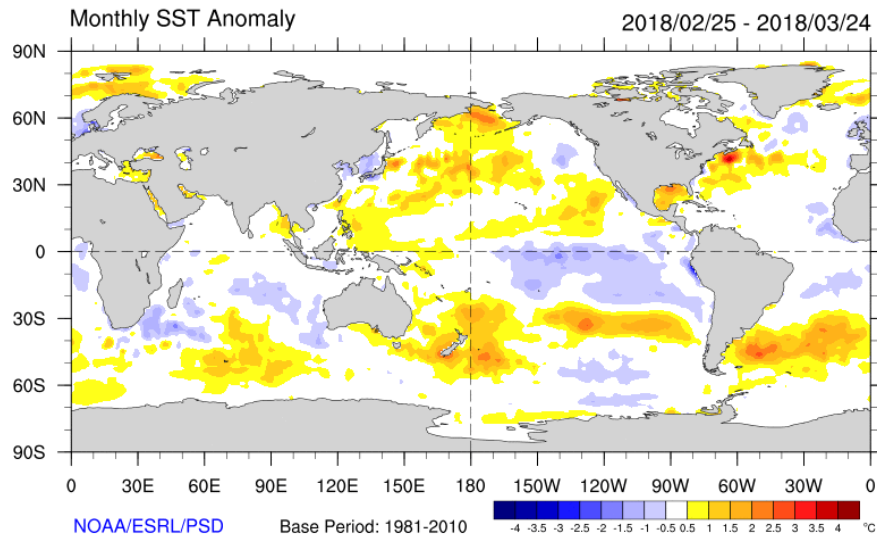 Monthly SST Anomaly 2018/02/25 - 2018/03/24
90N
60N
30N
0
30S
60S
90S
0 30E 60E 90E 120E 150E 180 150W 120W 90W 60W 30W 0
-4 -3.5 -3 -2.5 -2 -1.5 -1 -0.5 0.5 1 1.5 2 2.5 3 3.5 4 °C
NOAA/ESRL/PSD Base Period: 1981-2010